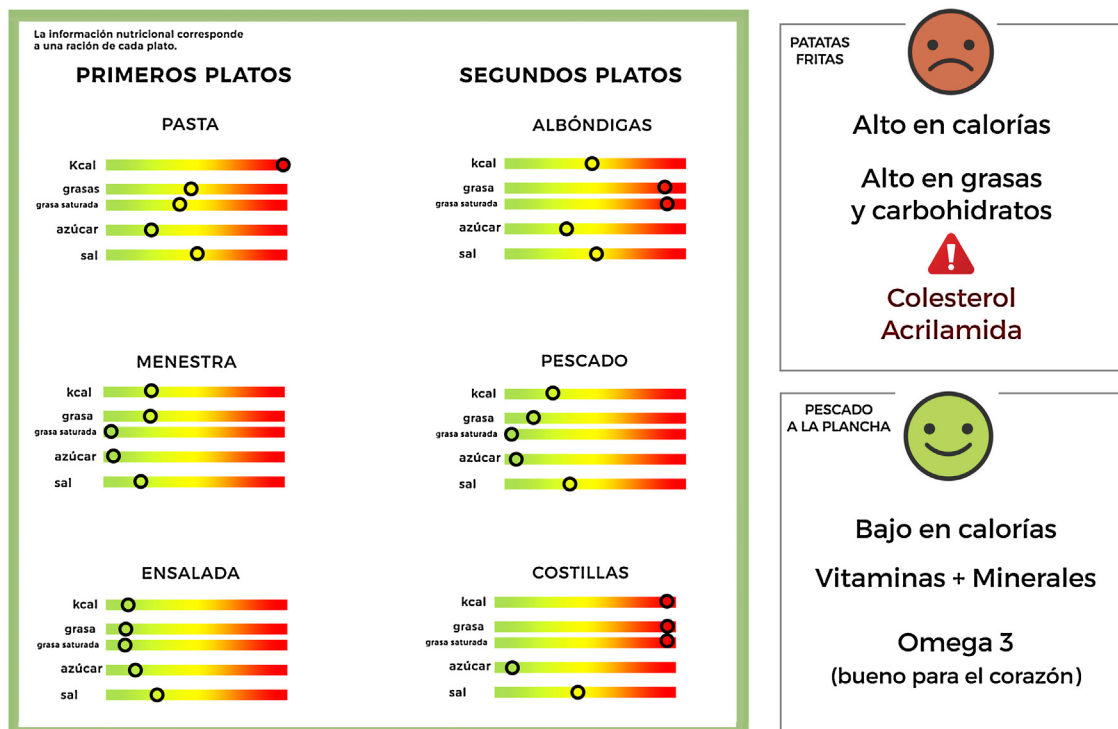 La información nutricional corresponde
a una ración de cada plato.
PRIMEROS PLATOS
PASTA
Kcal
grasas
grasa saturada
azúcar
sal
MENESTRA
kcal
grasa
grasa saturada
azúcar
sal
ENSALADA
kcal
grasa
grasa saturada
azúcar
sal
SEGUNDOS PLATOS
ALBÓNDIGAS
kcal
grasa
grasa saturada
azúcar
sal
PESCADO
kcal
grasa
grasa saturada
azúcar
sal
COSTILLAS
kcal
grasa
grasa saturada
azúcar
sal
PATATAS
FRITAS
Alto en calorías
Alto en grasas
y carbohidratos
!
Colesterol
Acrilamida
PESCADO
A LA PLANCHA
Bajo en calorías
Vitaminas + Minerales
Omega 3
(bueno para el corazón)